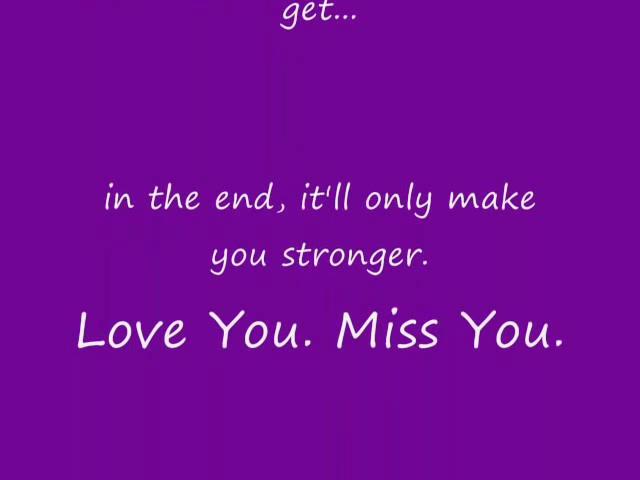 get...
in the end, it'll only make
you stronger.
Love You. Miss You.